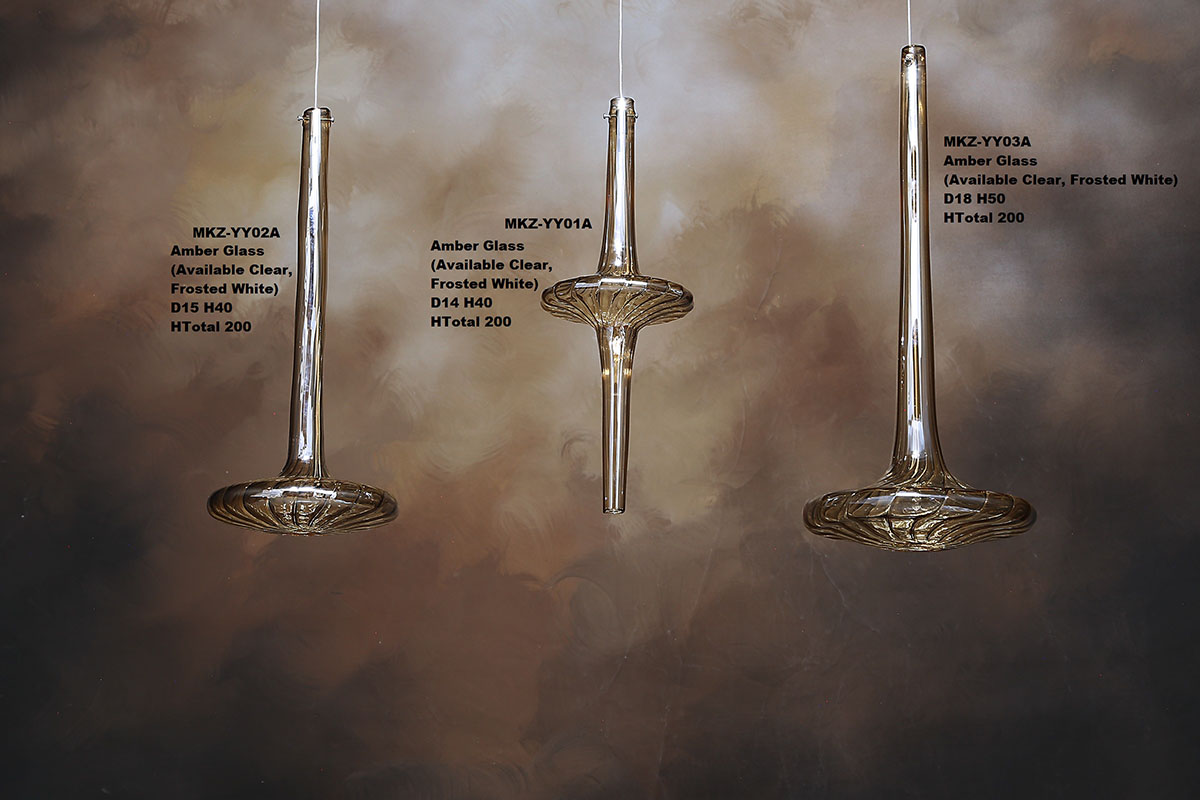 MKZ-YY02A
Amber Glass
(Available Clear,
Frosted White)
D15 H40
HTotal 200
MKZ-YY01A
Amber Glass
(Available Clear,
Frosted White)
D14 H40
HTotal 200
MKZ-YY03A
Amber Glass
(Available Clear, Frosted White)
D18 H50
HTotal 200